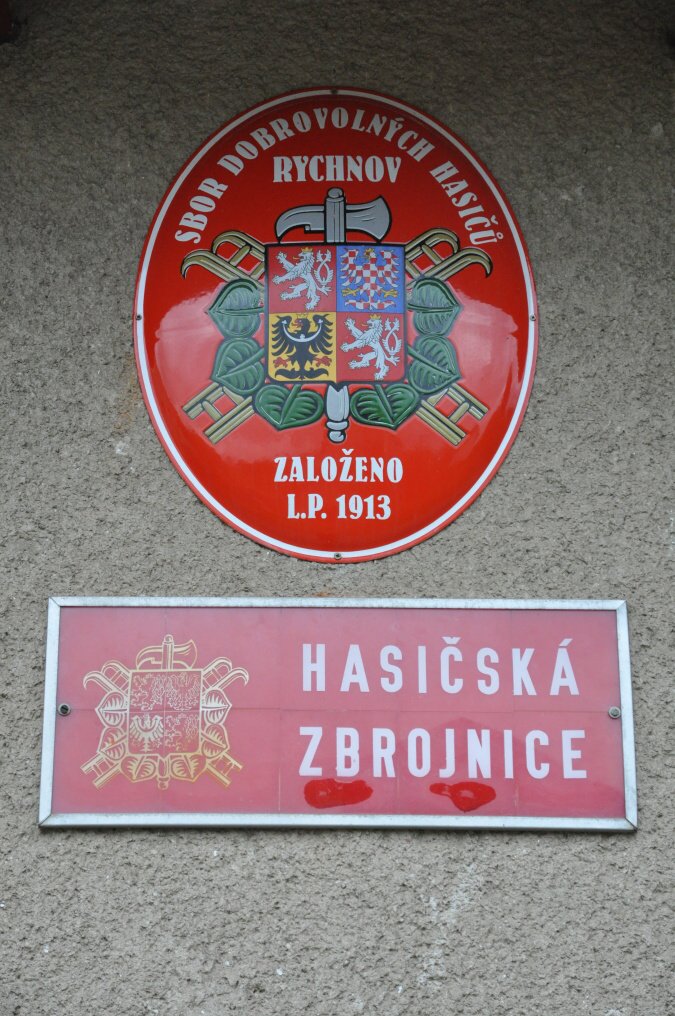 SBOR DOBROVOLNÝCH HASIČŮ
RYCHNOV
ZALOŽENO
L.P. 1913
HASIČSKÁ
ZBROJNICE